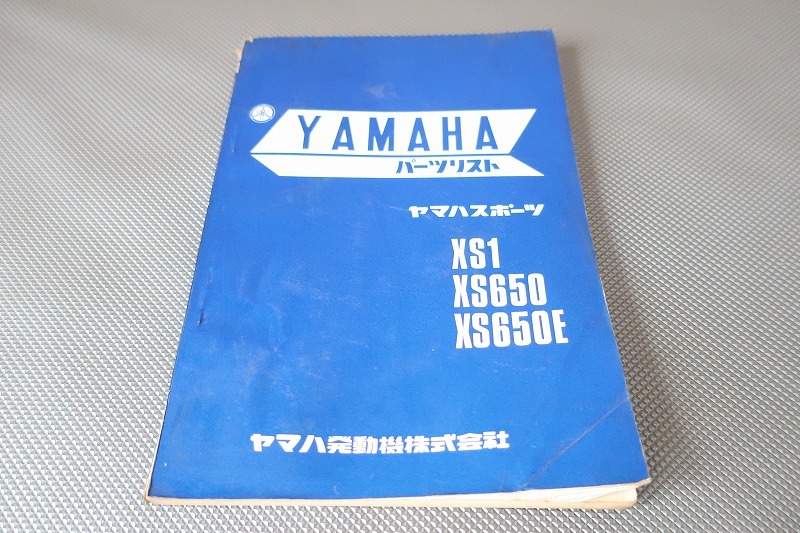 YAMAHA
パーツリスト
ヤマハスポーツ
XS1
XS650
XS650E
ヤマハ発動機株式会社